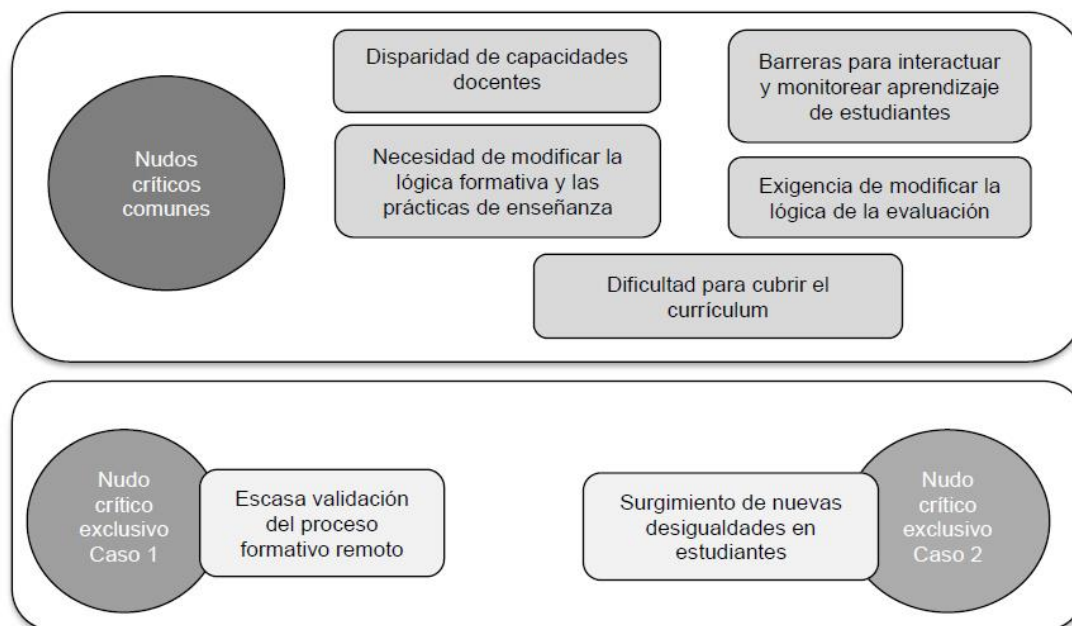 Nudos
críticos
comunes
Disparidad de capacidades
docentes
Necesidad de modificar la
lógica formativa y las
prácticas de enseñanza
Barreras para interactuar
y monitorear aprendizaje
de estudiantes
Exigencia de modificar la
lógica de la evaluación
Dificultad para cubrir el
currículum
Nudo
crítico
exclusivo
Caso 1
Escasa validación
del proceso
formativo remoto
Surgimiento de nuevas
desigualdades en
estudiantes
Nudo
crítico
exclusivo
Caso 2